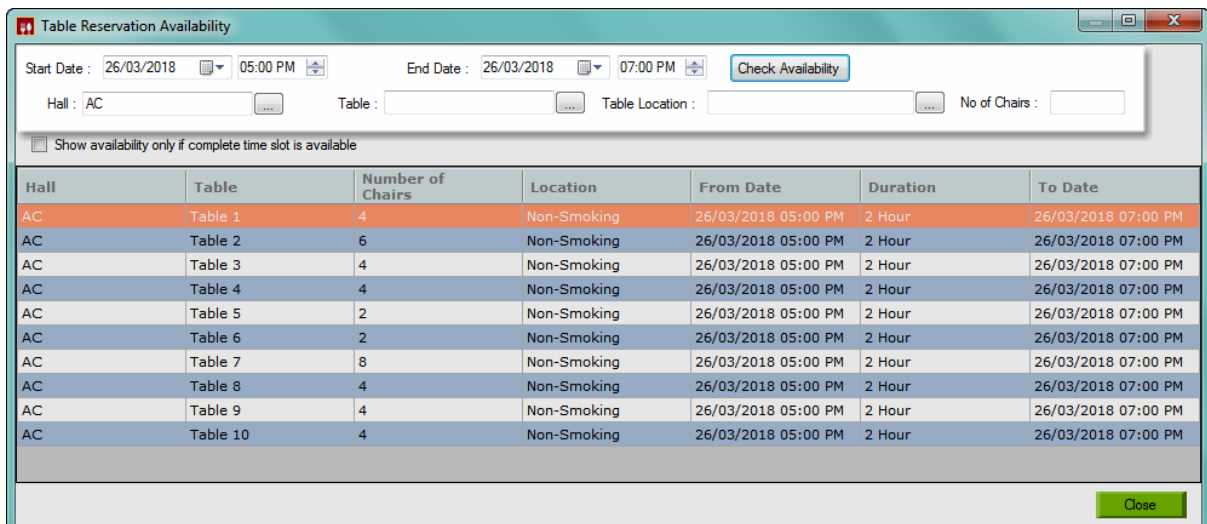 Table Reservation Availability
Start Date : 26/03/2018 05:00 PM End Date : 26/03/2018 07:00 PM Check Availability
Hall : AC ... Table : ... Table Location : ... No of Chairs :
Show availability only if complete time slot is available
Hall Table Number of Chairs Location From Date Duration To Date
AC Table 1 4 Non-Smoking 26/03/2018 05:00 PM 2 Hour 26/03/2018 07:00 PM
AC Table 2 6 Non-Smoking 26/03/2018 05:00 PM 2 Hour 26/03/2018 07:00 PM
AC Table 3 4 Non-Smoking 26/03/2018 05:00 PM 2 Hour 26/03/2018 07:00 PM
AC Table 4 4 Non-Smoking 26/03/2018 05:00 PM 2 Hour 26/03/2018 07:00 PM
AC Table 5 2 Non-Smoking 26/03/2018 05:00 PM 2 Hour 26/03/2018 07:00 PM
AC Table 6 2 Non-Smoking 26/03/2018 05:00 PM 2 Hour 26/03/2018 07:00 PM
AC Table 7 8 Non-Smoking 26/03/2018 05:00 PM 2 Hour 26/03/2018 07:00 PM
AC Table 8 4 Non-Smoking 26/03/2018 05:00 PM 2 Hour 26/03/2018 07:00 PM
AC Table 9 4 Non-Smoking 26/03/2018 05:00 PM 2 Hour 26/03/2018 07:00 PM
AC Table 10 4 Non-Smoking 26/03/2018 05:00 PM 2 Hour 26/03/2018 07:00 PM
Close